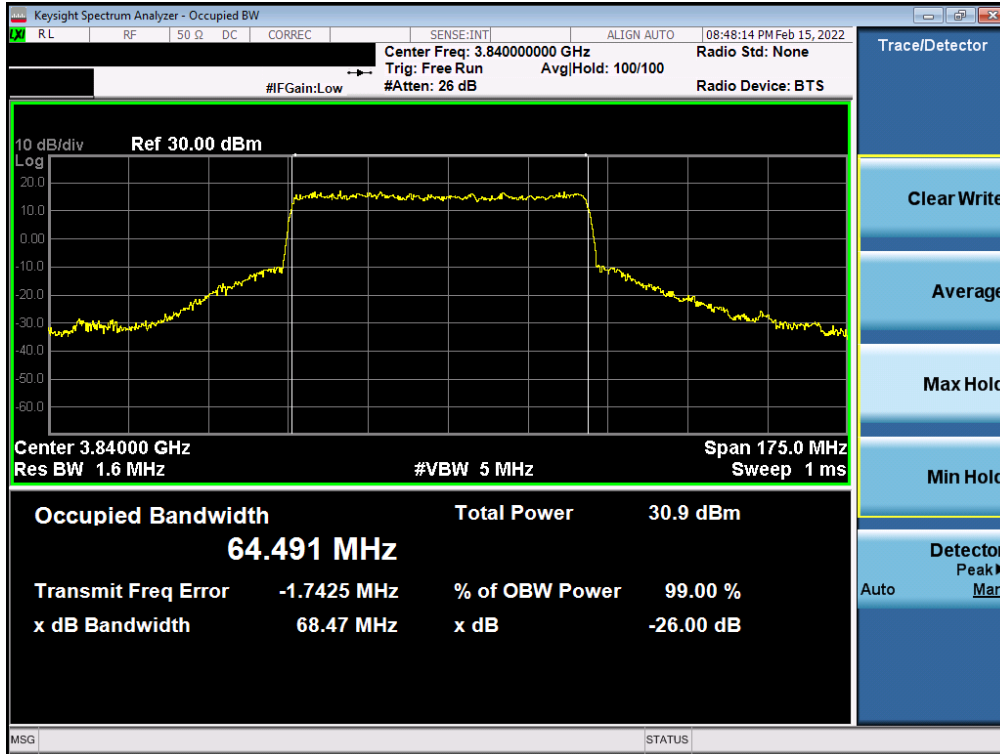 Keysight Spectrum Analyzer - Occupied BW
LXI RL RF 50 Ω DC CORREC SENSE:INT ALIGN AUTO 08:48:14 PM Feb 15, 2022
Center Freq: 3.840000000 GHz Radio Std: None
Trig: Free Run Avg|Hold: 100/100
#IFGain:Low #Atten: 26 dB Radio Device: BTS
Trace/Detector
10 dB/div Ref 30.00 dBm
Log
20.0
10.0
0.00
-10.0
-20.0
-30.0
-40.0
-50.0
-60.0
Center 3.84000 GHz Span 175.0 MHz
Res BW 1.6 MHz #VBW 5 MHz Sweep 1 ms
Occupied Bandwidth Total Power 30.9 dBm
64.491 MHz
Transmit Freq Error -1.7425 MHz % of OBW Power 99.00 %
x dB Bandwidth 68.47 MHz x dB -26.00 dB
Clear Write
Average
Max Hold
Min Hold
Detector
Peak
Auto Man
MSG STATUS